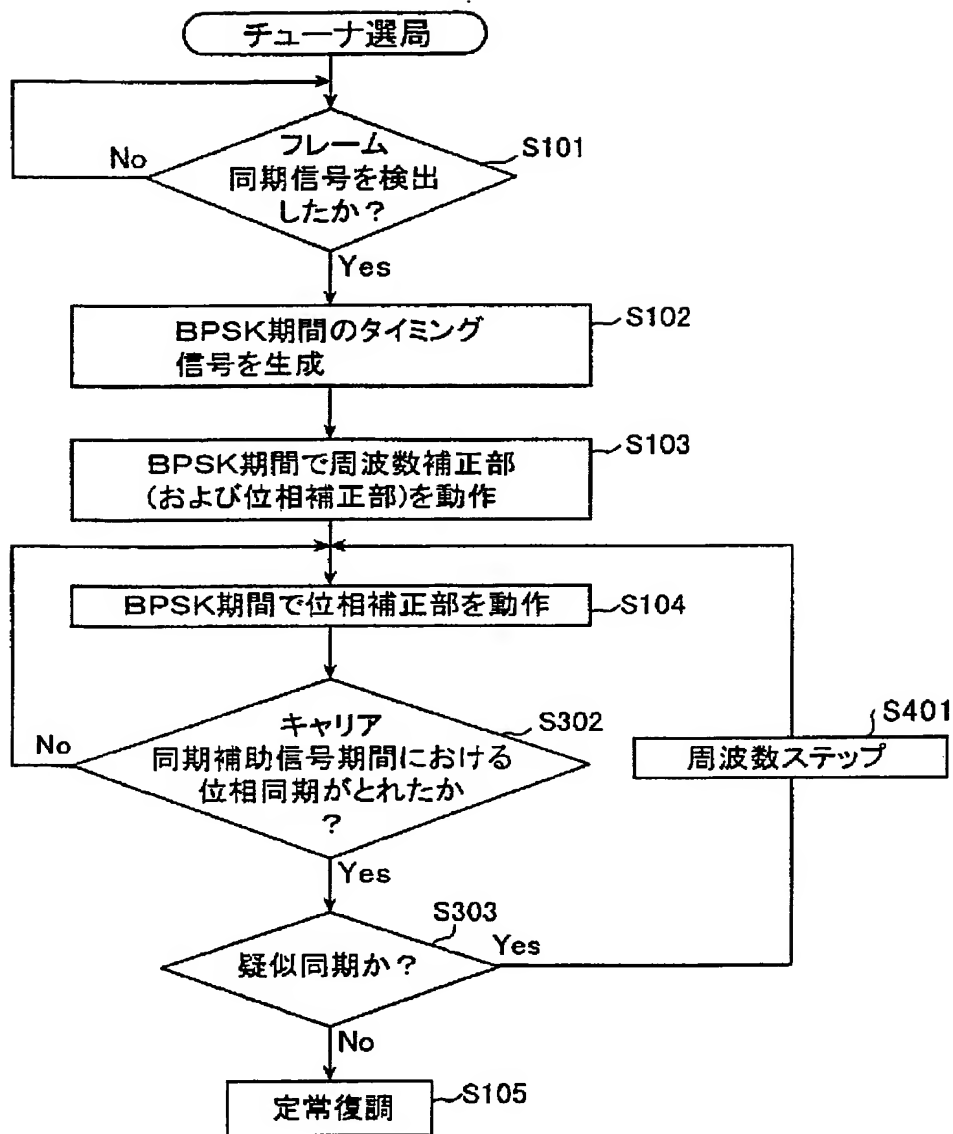 チューナ選局
フレーム
同期信号を検出
したか？
S101
No
Yes
BPSK期間のタイミング
信号を生成
S102
BPSK期間で周波数補正部
(および位相補正部)を動作
S103
BPSK期間で位相補正部を動作
S104
キャリア
同期補助信号期間における
位相同期がとれたか
？
S302
No
Yes
周波数ステップ
S401
疑似同期か？
S303
Yes
No
定常復調
S105